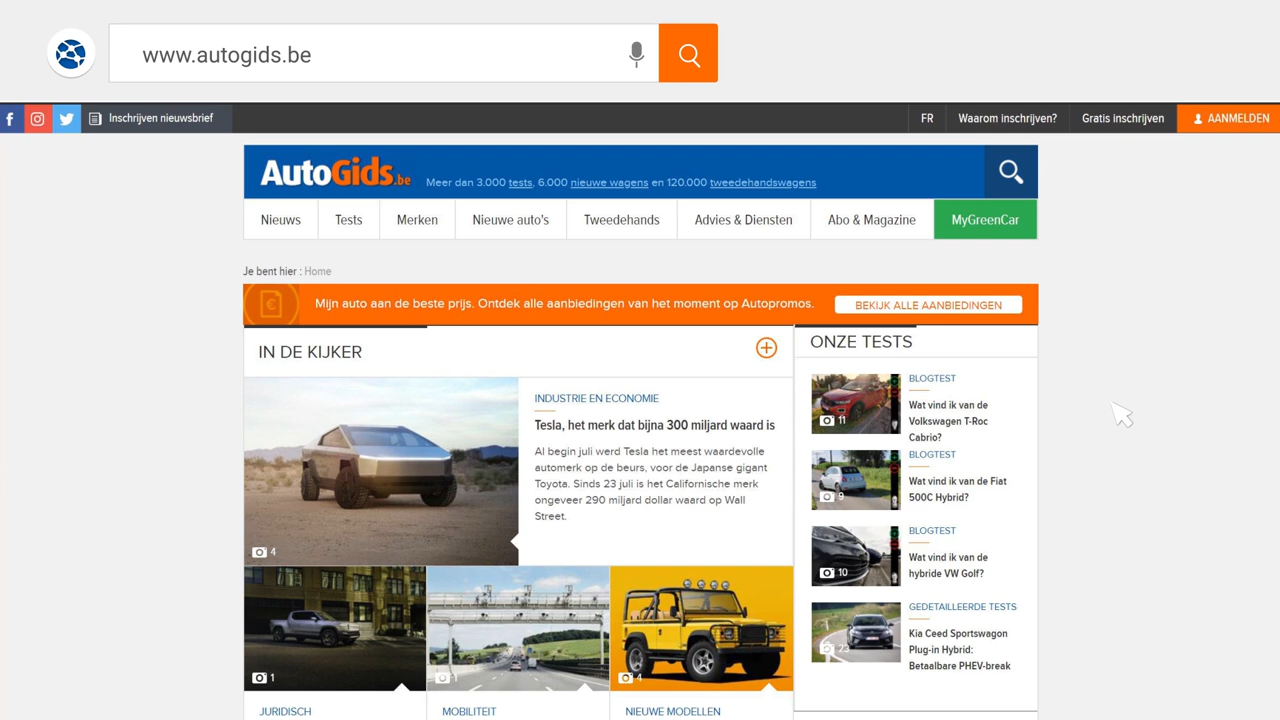 www.autogids.be
Inschrijven nieuwsbrief
FR
Waarom inschrijven?
Gratis inschrijven
AANMELDEN
AutoGids.be
Meer dan 3.000 tests, 6.000 nieuwe wagens en 120.000 tweedehandswagens
Nieuws
Tests
Merken
Nieuwe auto's
Tweedehands
Advies & Diensten
Abo & Magazine
MyGreenCar
Je bent hier : Home
Mijn auto aan de beste prijs. Ontdek alle aanbiedingen van het moment op Autopromos.
BEKIJK ALLE AANBIEDINGEN
IN DE KIJKER
INDUSTRIE EN ECONOMIE
Tesla, het merk dat bijna 300 miljard waard is
Al begin juli werd Tesla het meest waardevolle
automerk op de beurs, voor de Japanse gigant
Toyota. Sinds 23 juli is het Californische merk
ongeveer 290 miljard dollar waard op Wall
Street.
4
1
1
4
JURIDISCH
MOBILITEIT
NIEUWE MODELLEN
ONZE TESTS
11
BLOGTEST
Wat vind ik van de
Volkswagen T-Roc
Cabrio?
9
BLOGTEST
Wat vind ik van de Fiat
500C Hybrid?
10
BLOGTEST
Wat vind ik van de
hybride VW Golf?
23
GEDETAILLEERDE TESTS
Kia Ceed Sportswagon
Plug-in Hybrid:
Betaalbare PHEV-break